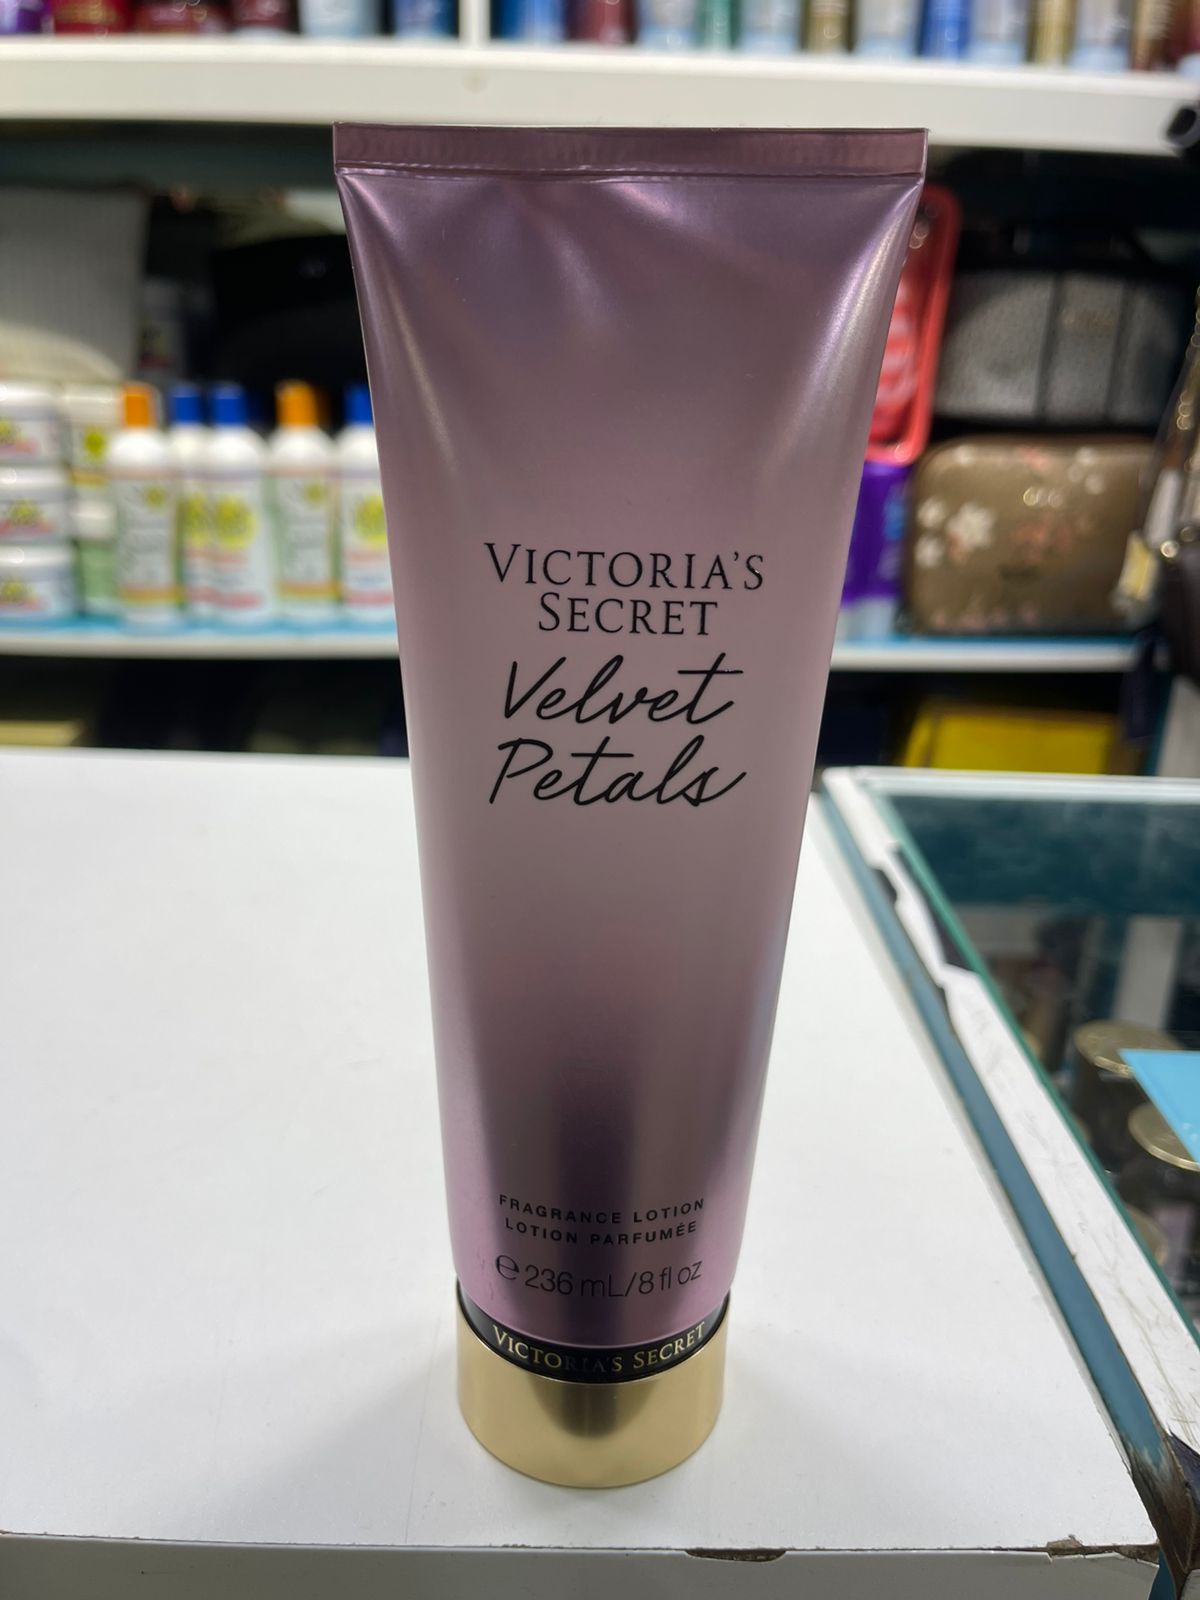 VICTORIA'S
SECRET
Velvet
Petals
FRAGRANCE LOTION
LOTION PARFUMÉE
℮ 236 mL/8 fl oz
VICTORIA'S SECRET